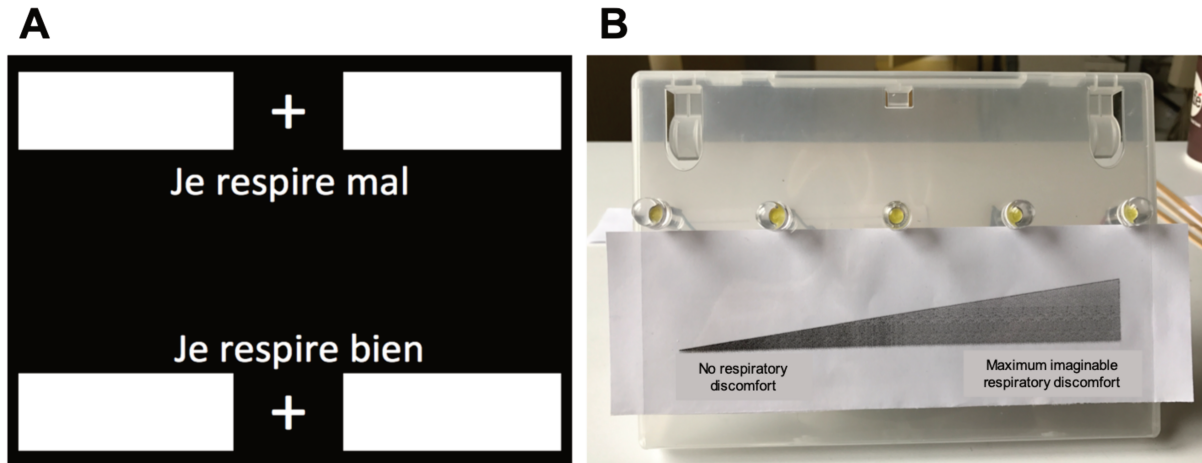 A
B
+
Je respire mal
Je respire bien
+
No respiratory
discomfort
Maximum imaginable
respiratory discomfort